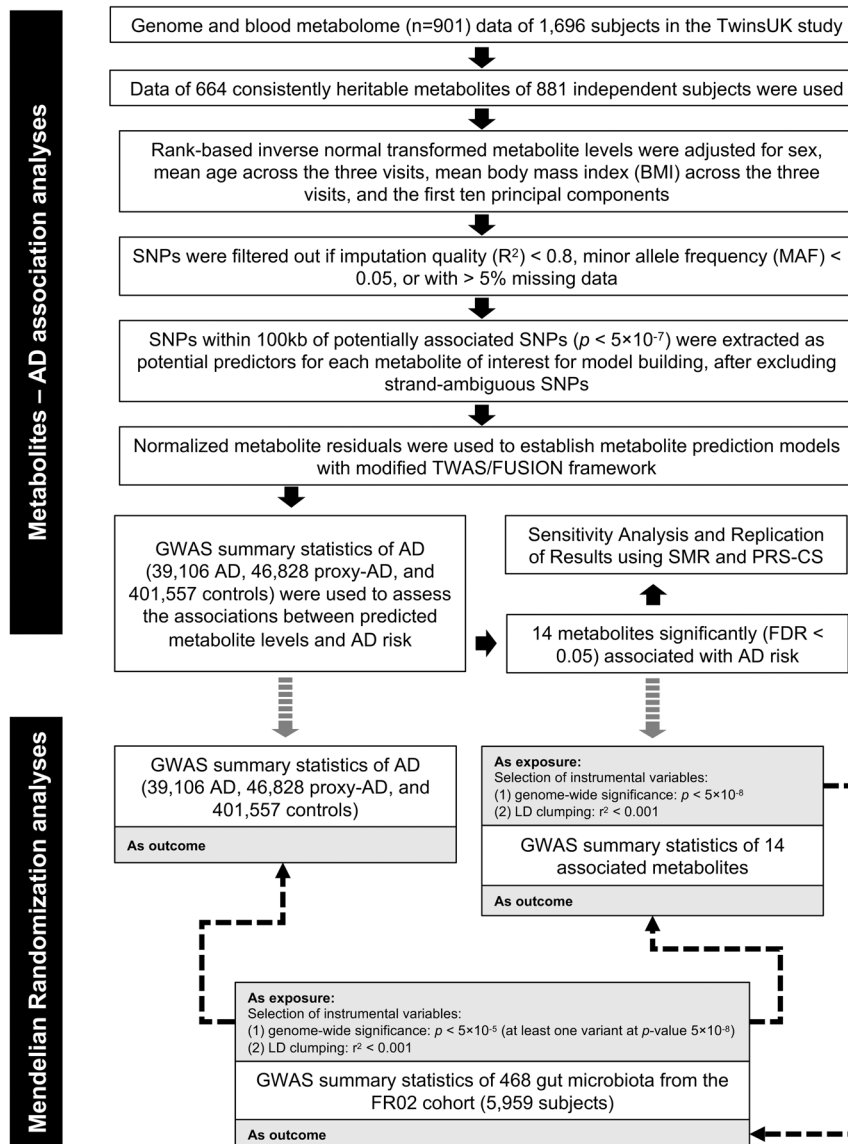 Metabolites – AD association analyses
Genome and blood metabolome (n=901) data of 1,696 subjects in the TwinsUK study
Data of 664 consistently heritable metabolites of 881 independent subjects were used
Rank-based inverse normal transformed metabolite levels were adjusted for sex,
mean age across the three visits, mean body mass index (BMI) across the three
visits, and the first ten principal components
SNPs were filtered out if imputation quality (R²) < 0.8, minor allele frequency (MAF) <
0.05, or with > 5% missing data
SNPs within 100kb of potentially associated SNPs (p < 5×10⁻⁷) were extracted as
potential predictors for each metabolite of interest for model building, after excluding
strand-ambiguous SNPs
Normalized metabolite residuals were used to establish metabolite prediction models
with modified TWAS/FUSION framework
GWAS summary statistics of AD
(39,106 AD, 46,828 proxy-AD, and
401,557 controls) were used to assess
the associations between predicted
metabolite levels and AD risk
Sensitivity Analysis and Replication
of Results using SMR and PRS-CS
14 metabolites significantly (FDR <
0.05) associated with AD risk
Mendelian Randomization analyses
GWAS summary statistics of AD
(39,106 AD, 46,828 proxy-AD, and
401,557 controls)
As outcome
As exposure:
Selection of instrumental variables:
(1) genome-wide significance: p < 5×10⁻⁸
(2) LD clumping: r² < 0.001
GWAS summary statistics of 14
associated metabolites
As outcome
As exposure:
Selection of instrumental variables:
(1) genome-wide significance: p < 5×10⁻⁵ (at least one variant at p-value 5×10⁻⁸)
(2) LD clumping: r² < 0.001
GWAS summary statistics of 468 gut microbiota from the
FR02 cohort (5,959 subjects)
As outcome